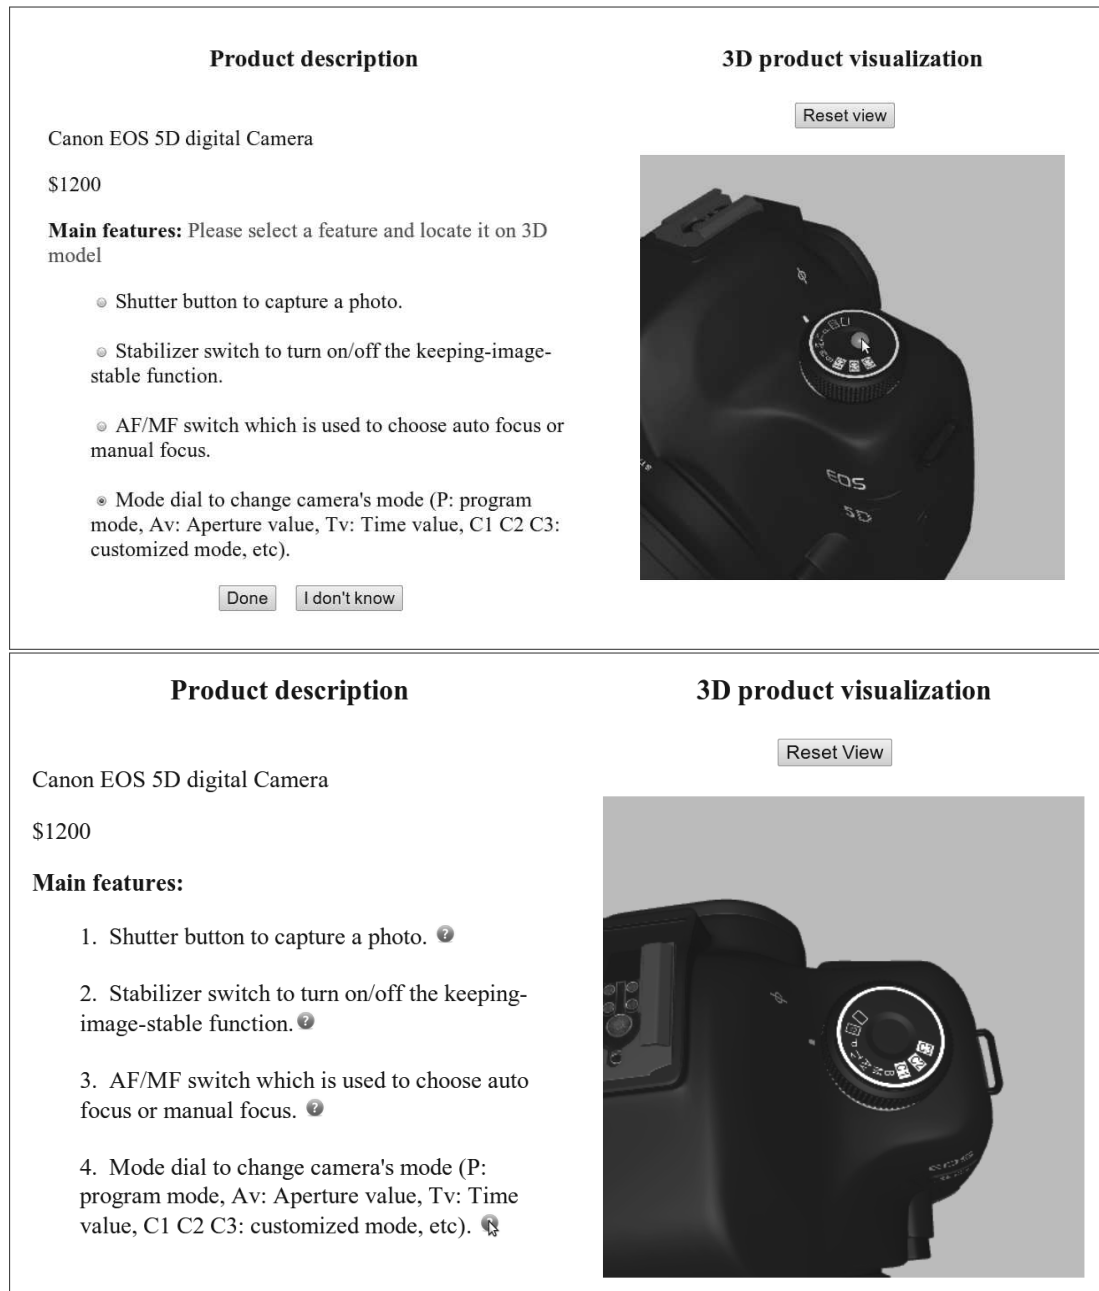 Product description
3D product visualization
Reset view
Canon EOS 5D digital Camera
$1200
Main features: Please select a feature and locate it on 3D
model
Shutter button to capture a photo.
Stabilizer switch to turn on/off the keeping-image-
stable function.
AF/MF switch which is used to choose auto focus or
manual focus.
Mode dial to change camera's mode (P: program
mode, Av: Aperture value, Tv: Time value, C1 C2 C3:
customized mode, etc).
Done
I don't know
EOS
5D
Product description
3D product visualization
Reset View
Canon EOS 5D digital Camera
$1200
Main features:
1. Shutter button to capture a photo. ?
2. Stabilizer switch to turn on/off the keeping-
image-stable function. ?
3. AF/MF switch which is used to choose auto
focus or manual focus. ?
4. Mode dial to change camera's mode (P:
program mode, Av: Aperture value, Tv: Time
value, C1 C2 C3: customized mode, etc).
P
B
C1
C2
C3
EOS